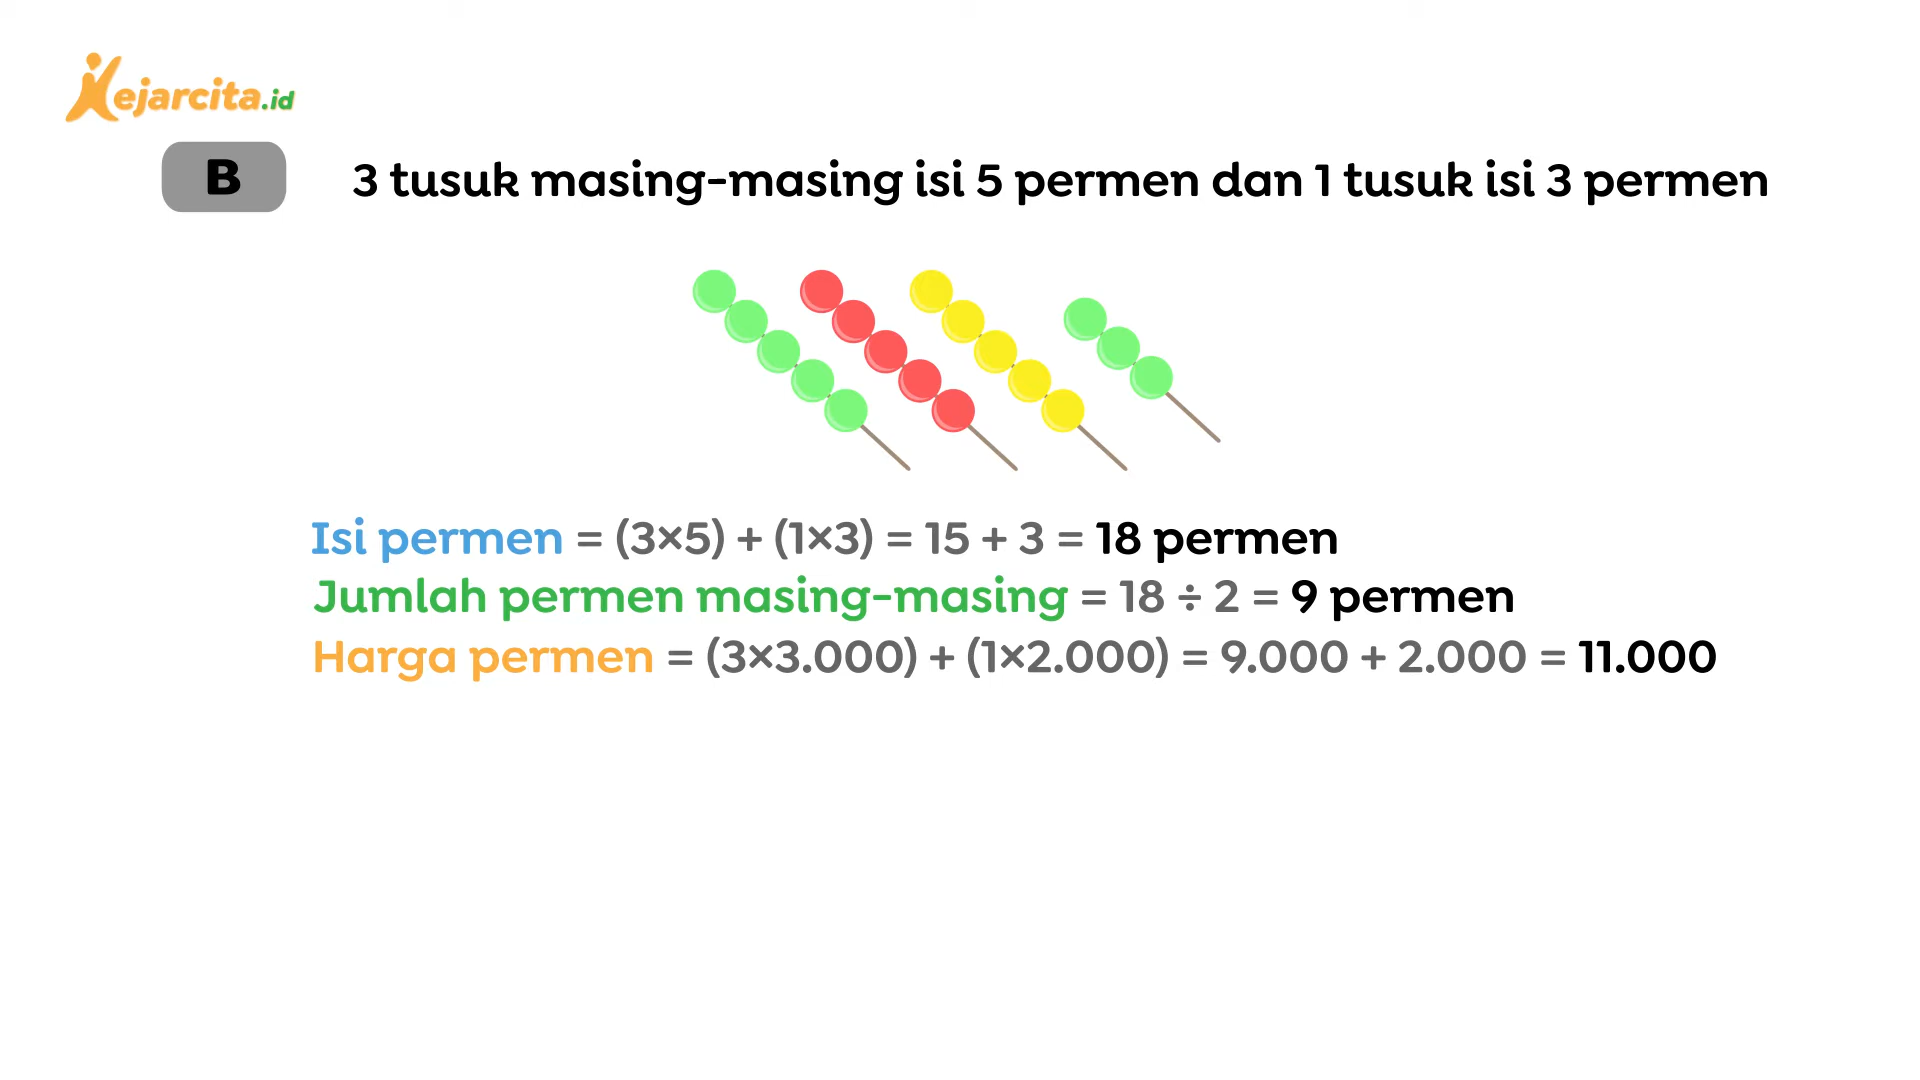 Kejarcita.id
B
3 tusuk masing-masing isi 5 permen dan 1 tusuk isi 3 permen
Isi permen = (3×5) + (1×3) = 15 + 3 = 18 permen
Jumlah permen masing-masing = 18 ÷ 2 = 9 permen
Harga permen = (3×3.000) + (1×2.000) = 9.000 + 2.000 = 11.000